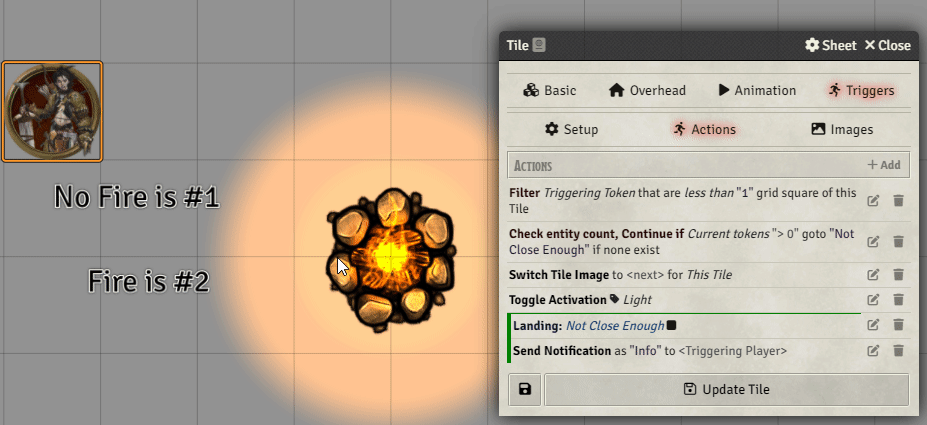 No Fire is #1
Fire is #2
Tile
Sheet
Close
Basic
Overhead
Animation
Triggers
Setup
Actions
Images
ACTIONS
+ Add
Filter Triggering Token that are less than "1" grid square of this
Tile
Check entity count, Continue if Current tokens "> 0" goto "Not
Close Enough" if none exist
Switch Tile Image to <next> for This Tile
Toggle Activation Light
Landing: Not Close Enough
Send Notification as "Info" to <Triggering Player>
Update Tile